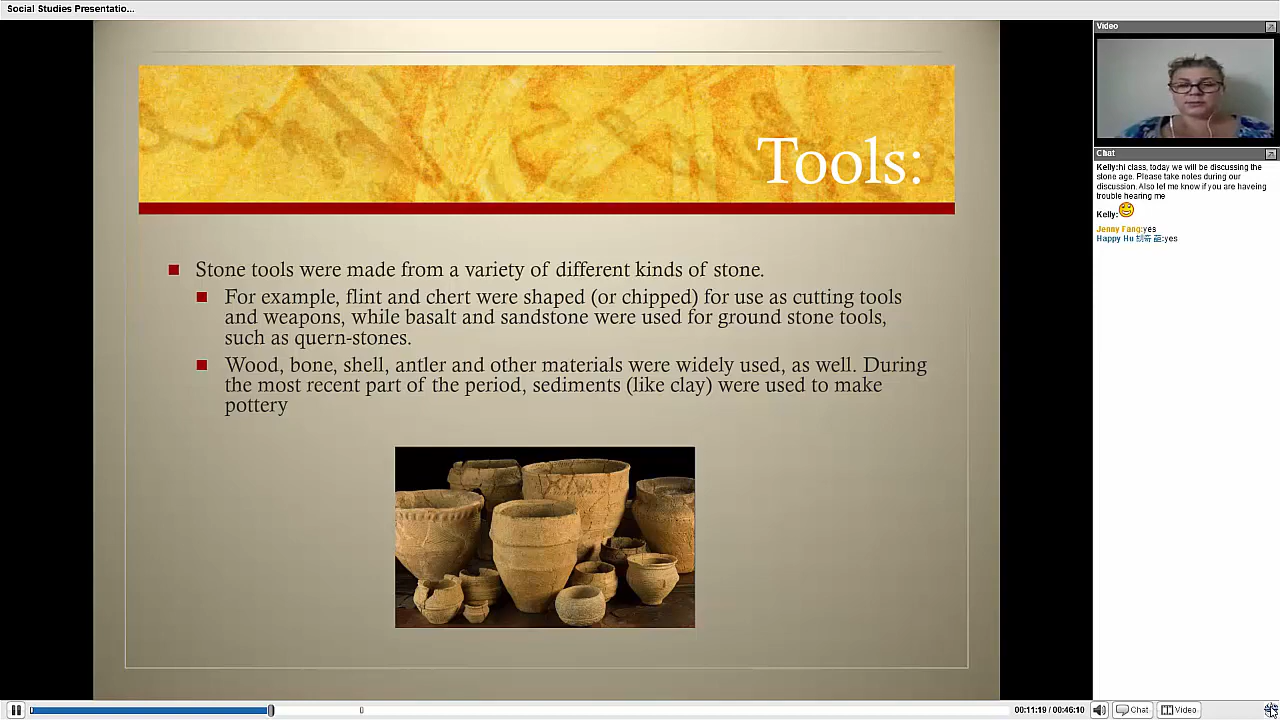 Social Studies Presentatio...
Tools:
Stone tools were made from a variety of different kinds of stone.
For example, flint and chert were shaped (or chipped) for use as cutting tools
and weapons, while basalt and sandstone were used for ground stone tools,
such as quern-stones.
Wood, bone, shell, antler and other materials were widely used, as well. During
the most recent part of the period, sediments (like clay) were used to make
pottery
Video
Chat
Kelly:hi class, today we will be discussing the
stone age. Please take notes during our
discussion. Also let me know if you are haveing
trouble hearing me
Kelly:
Jenny Fang:yes
Happy Hu:yes
00:11:19 / 00:46:10
Chat
Video